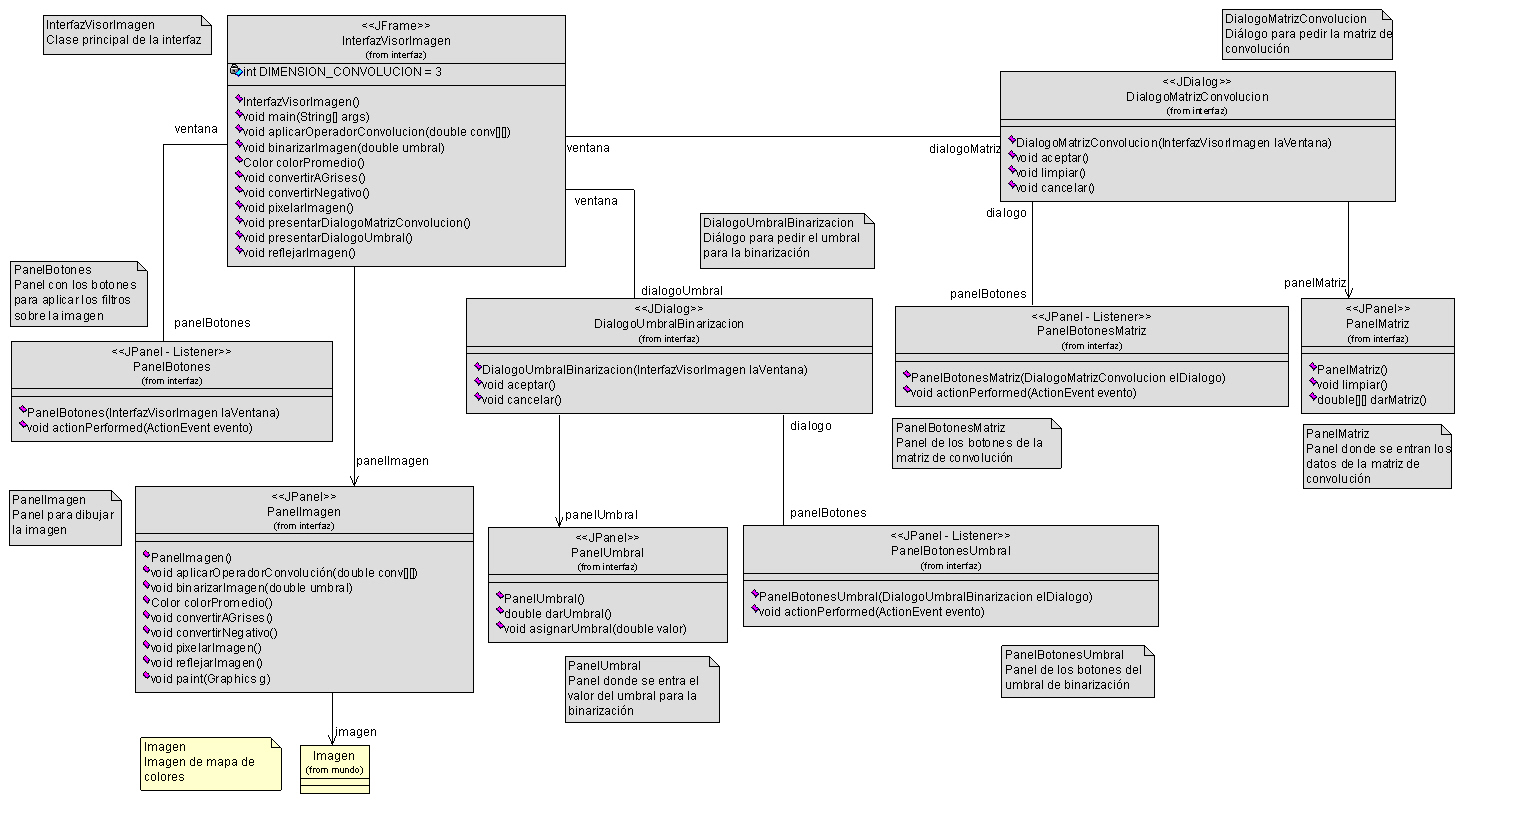 InterfazVisorImagen
Clase principal de la interfaz
<<JFrame>>
InterfazVisorImagen
(from interfaz)
int DIMENSION_CONVOLUCION = 3
InterfazVisorImagen()
void main(String[] args)
void aplicarOperadorConvolucion(double conv[][])
void binarizarImagen(double umbral)
Color colorPromedio()
void convertirAGrises()
void convertirNegativo()
void pixelarImagen()
void presentarDialogoMatrizConvolucion()
void presentarDialogoUmbral()
void reflejarImagen()
DialogoMatrizConvolucion
Diálogo para pedir la matriz de
convolución
<<JDialog>>
DialogoMatrizConvolucion
(from interfaz)
DialogoMatrizConvolucion(InterfazVisorImagen laVentana)
void aceptar()
void limpiar()
void cancelar()
ventana
ventana
dialogoMatriz
ventana
dialogo
DialogoUmbralBinarizacion
Diálogo para pedir el umbral
para la binarización
PanelBotones
Panel con los botones
para aplicar los filtros
sobre la imagen
panelBotones
dialogoUmbral
panelBotones
panelMatriz
<<JPanel - Listener>>
PanelBotones
(from interfaz)
PanelBotones(InterfazVisorImagen laVentana)
void actionPerformed(ActionEvent evento)
<<JDialog>>
DialogoUmbralBinarizacion
(from interfaz)
DialogoUmbralBinarizacion(InterfazVisorImagen laVentana)
void aceptar()
void cancelar()
<<JPanel - Listener>>
PanelBotonesMatriz
(from interfaz)
PanelBotonesMatriz(DialogoMatrizConvolucion elDialogo)
void actionPerformed(ActionEvent evento)
<<JPanel>>
PanelMatriz
(from interfaz)
PanelMatriz()
void limpiar()
double[][] darMatriz()
dialogo
PanelBotonesMatriz
Panel de los botones de la
matriz de convolución
PanelMatriz
Panel donde se entran los
datos de la matriz de
convolución
panelImagen
PanelImagen
Panel para dibujar
la imagen
<<JPanel>>
PanelImagen
(from interfaz)
PanelImagen()
void aplicarOperadorConvolución(double conv[][])
void binarizarImagen(double umbral)
Color colorPromedio()
void convertirAGrises()
void convertirNegativo()
void pixelarImagen()
void reflejarImagen()
void paint(Graphics g)
panelUmbral
panelBotones
<<JPanel>>
PanelUmbral
(from interfaz)
PanelUmbral()
double darUmbral()
void asignarUmbral(double valor)
<<JPanel - Listener>>
PanelBotonesUmbral
(from interfaz)
PanelBotonesUmbral(DialogoUmbralBinarizacion elDialogo)
void actionPerformed(ActionEvent evento)
PanelUmbral
Panel donde se entra el
valor del umbral para la
binarización
PanelBotonesUmbral
Panel de los botones del
umbral de binarización
imagen
Imagen
Imagen de mapa de
colores
Imagen
(from mundo)